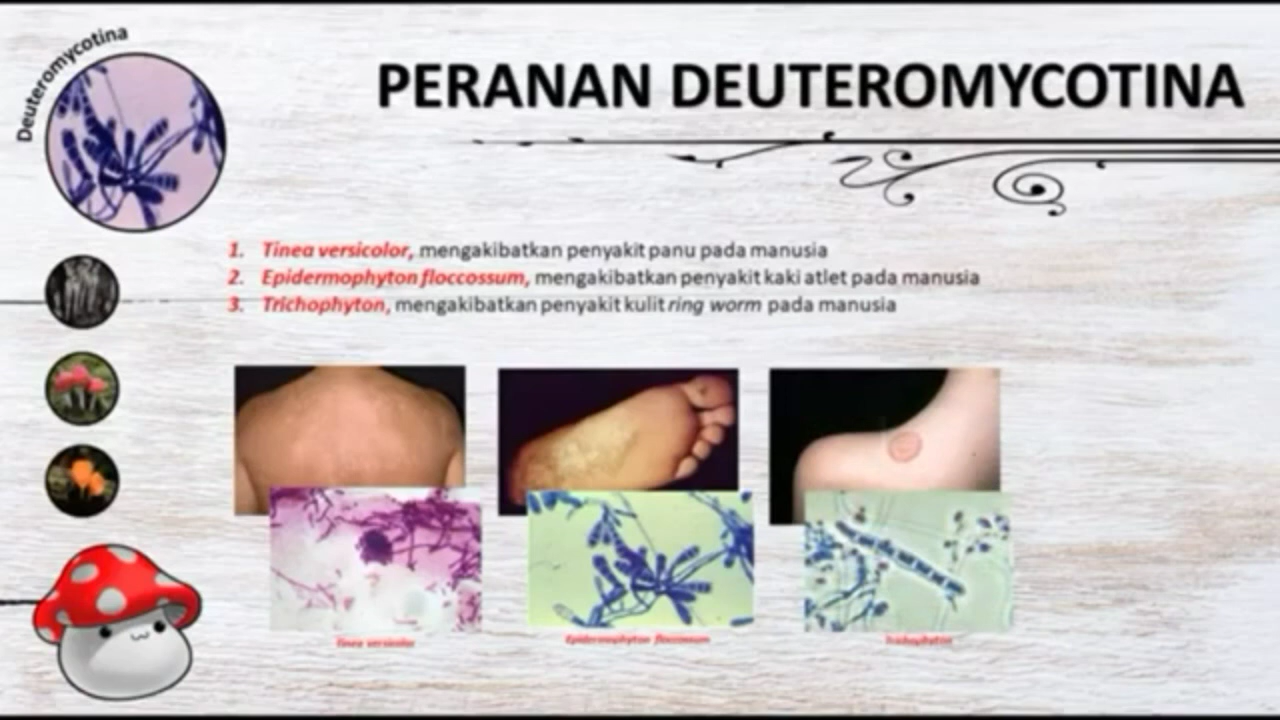 Deuteromycotina
PERANAN DEUTEROMYCOTINA
1. Tinea versicolor, mengakibatkan penyakit panu pada manusia
2. Epidermophyton floccossum, mengakibatkan penyakit kaki atlet pada manusia
3. Trichophyton, mengakibatkan penyakit kulit ring worm pada manusia
Tinea versicolor
Epidermophyton floccossum
Trichophyton